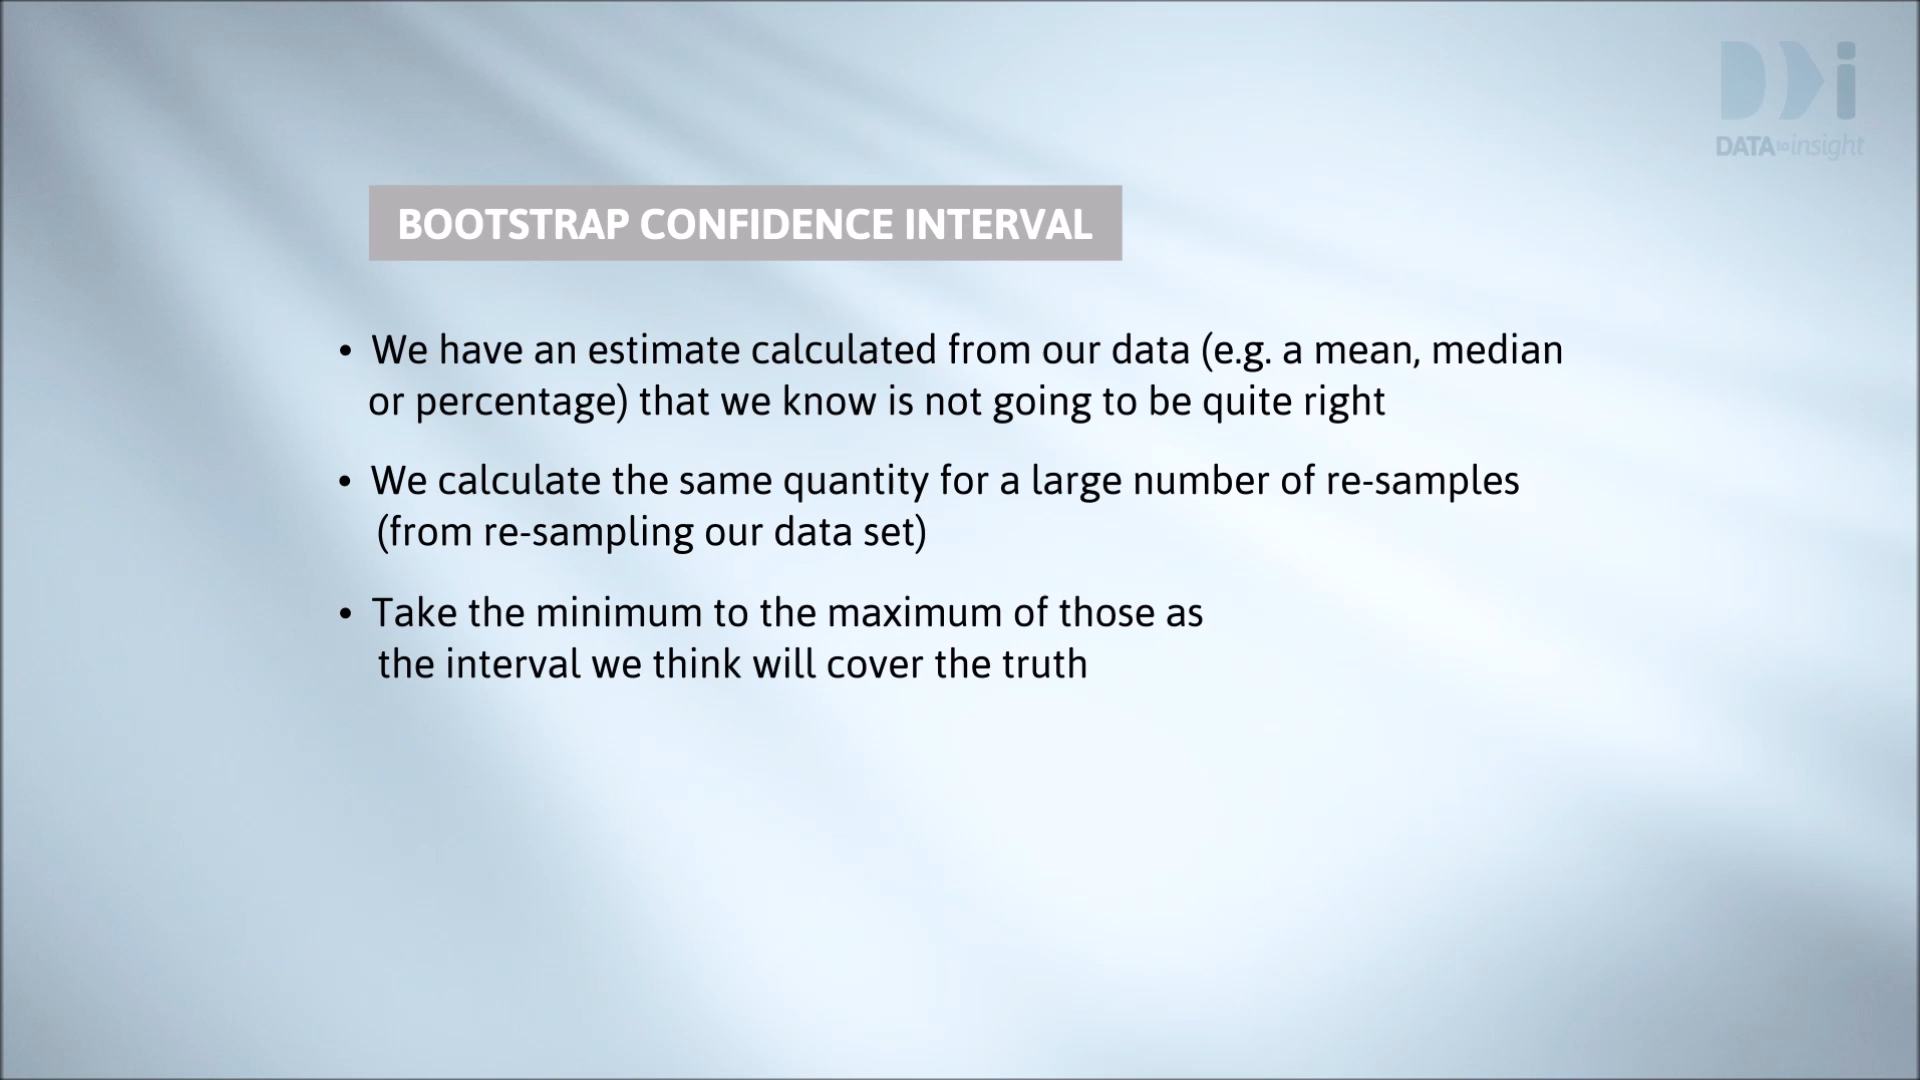 DATA to insight
BOOTSTRAP CONFIDENCE INTERVAL
• We have an estimate calculated from our data (e.g. a mean, median
or percentage) that we know is not going to be quite right
• We calculate the same quantity for a large number of re-samples
(from re-sampling our data set)
• Take the minimum to the maximum of those as
the interval we think will cover the truth